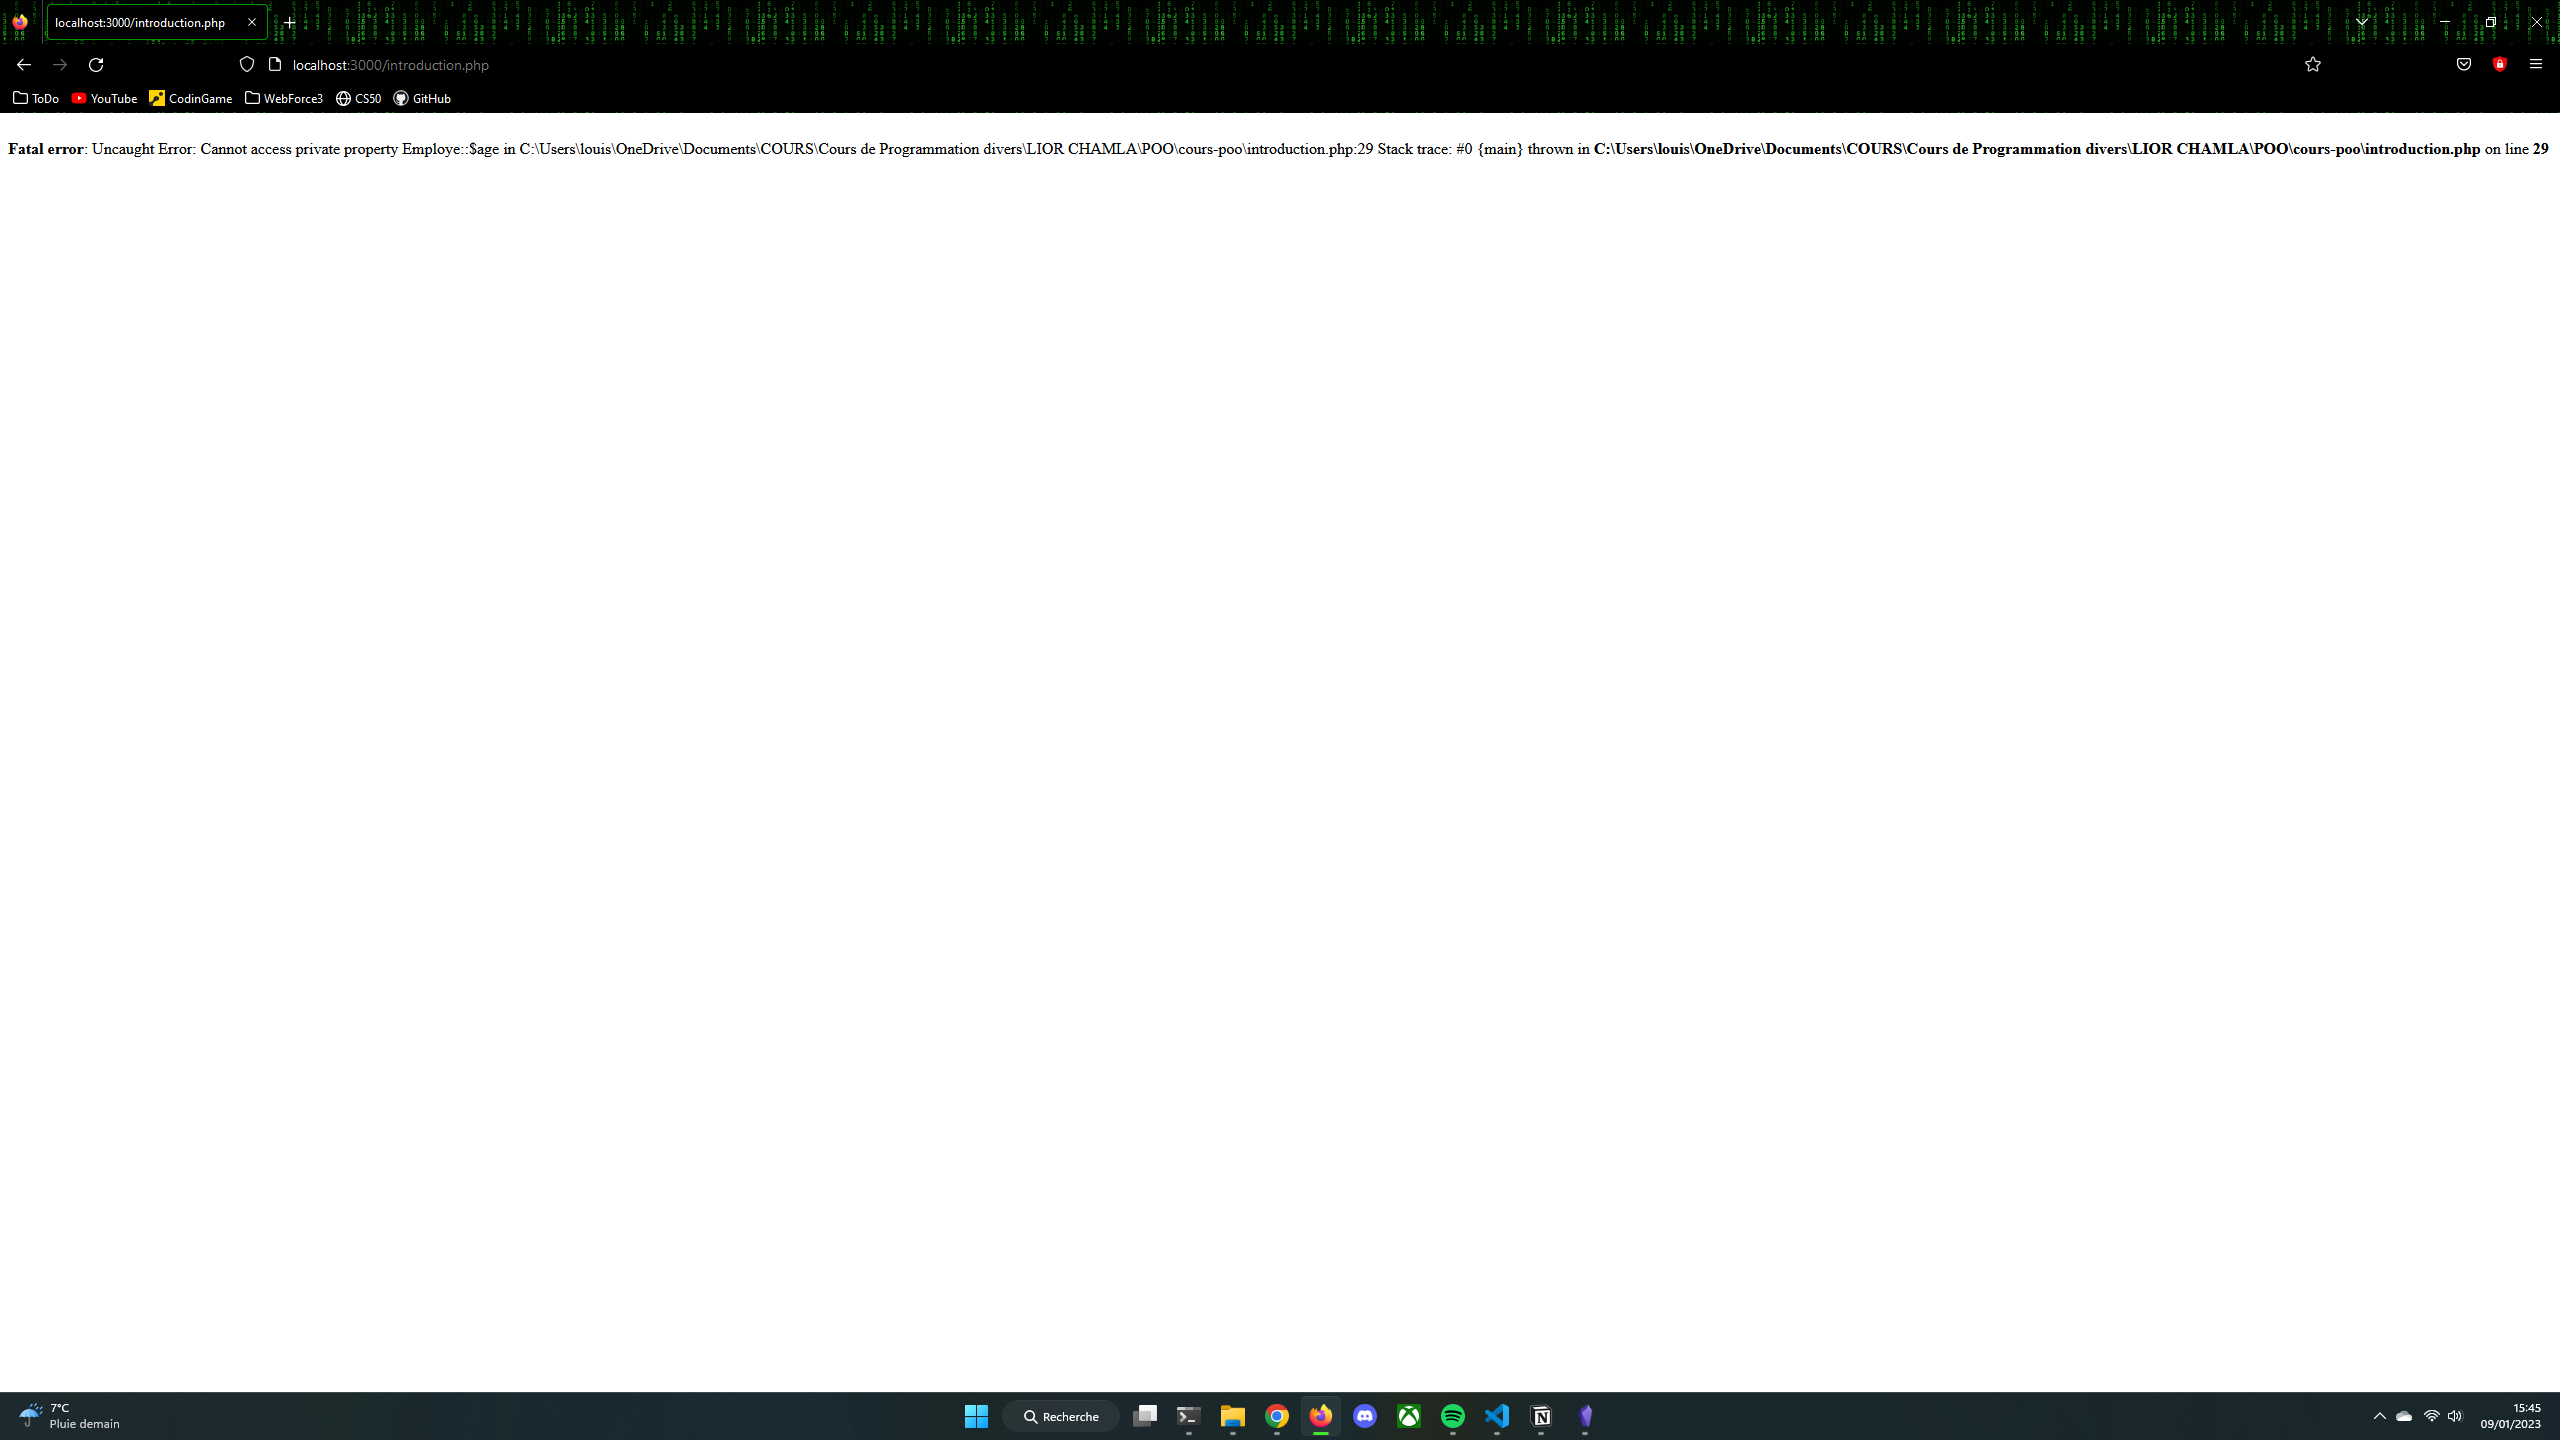 localhost:3000/introduction.php
localhost:3000/introduction.php
ToDo YouTube CodinGame WebForce3 CS50 GitHub
Fatal error: Uncaught Error: Cannot access private property Employe::$age in C:\Users\louis\OneDrive\Documents\COURS\Cours de Programmation divers\LIOR CHAMLA\POO\cours-poo\introduction.php:29 Stack trace: #0 {main} thrown in C:\Users\louis\OneDrive\Documents\COURS\Cours de Programmation divers\LIOR CHAMLA\POO\cours-poo\introduction.php on line 29
7°C
Pluie demain
Recherche
15:45
09/01/2023